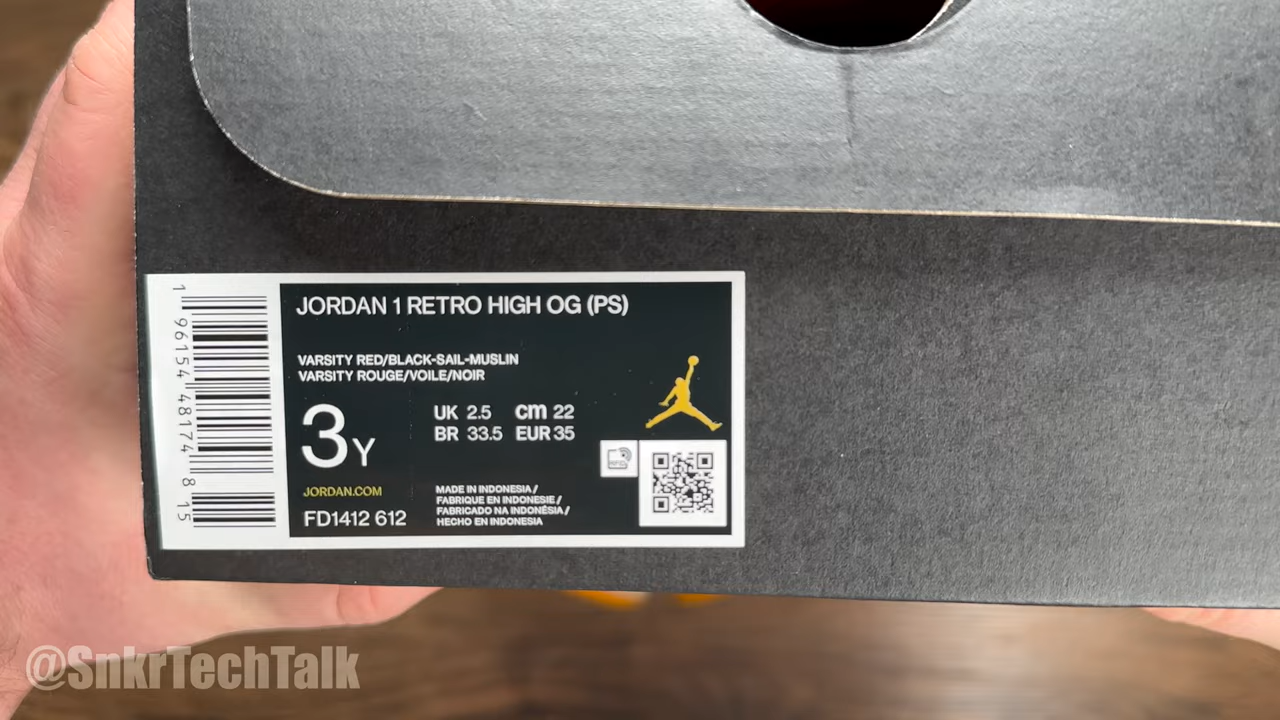 JORDAN 1 RETRO HIGH OG (PS)
VARSITY RED/BLACK-SAIL-MUSLIN
VARSITY ROUGE/VOILE/NOIR
3Y
UK 2.5 cm 22
BR 33.5 EUR 35
JORDAN.COM
FD1412 612
MADE IN INDONESIA /
FABRIQUE EN INDONESIE /
FABRICADO NA INDONÉSIA /
HECHO EN INDONESIA
1 96154 48174 8 15
@SnkrTechTalk